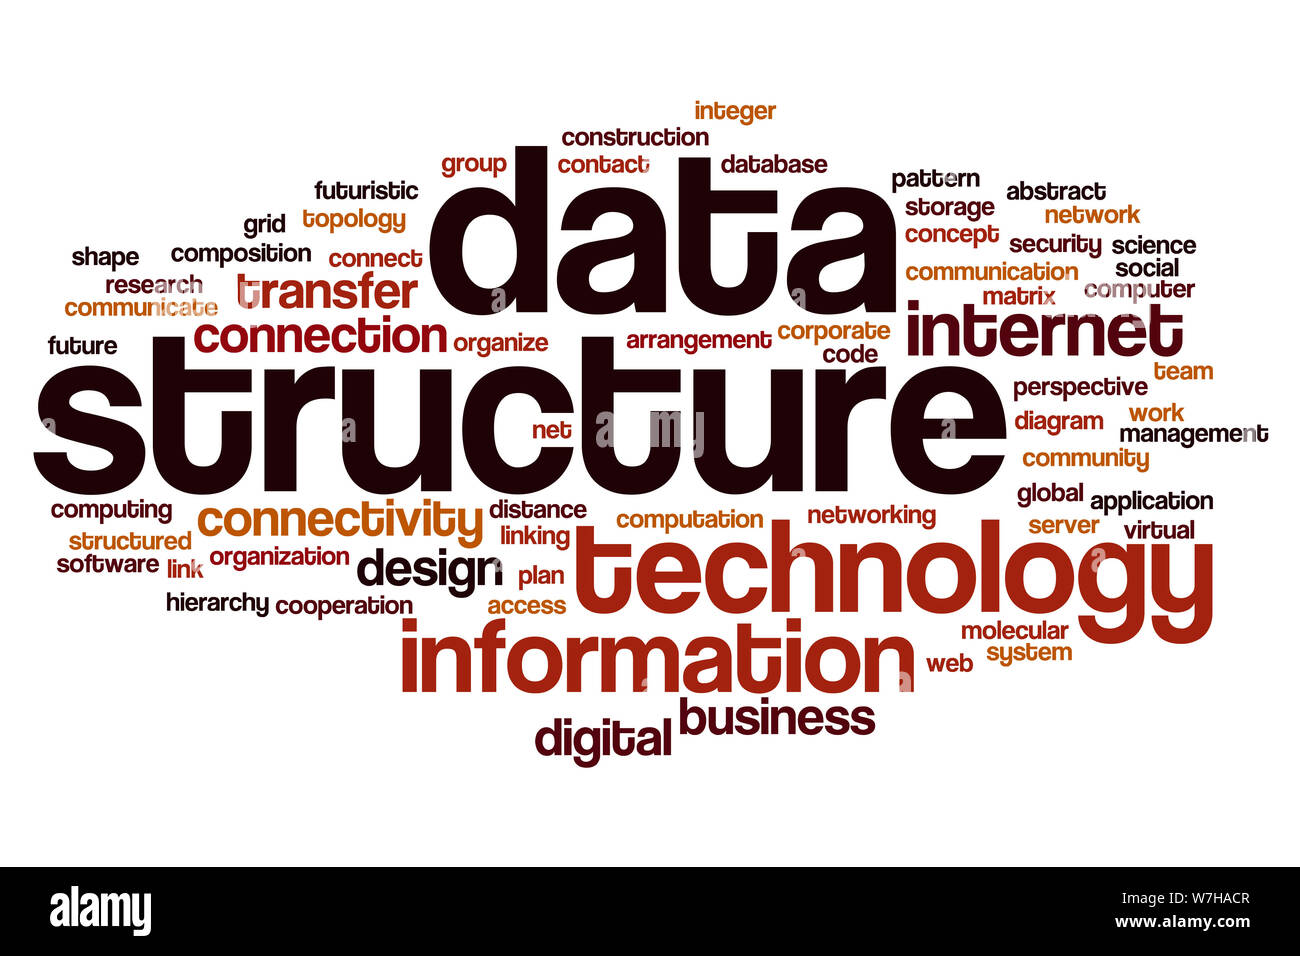 integer
construction
group contact database
data
pattern
futuristic abstract
storage
topology network
grid concept
security science
shape composition connect
communication social
research transfer matrix computer
communicate
connection organize arrangement corporate internet
future code
structure
team
perspective
net diagram work
management
community
global application
computing connectivity distance computation networking server virtual
structured linking
software link organization design plan technology
hierarchy cooperation access
information molecular
web system
digital business
alamy
Image ID: W7HACR
www.alamy.com